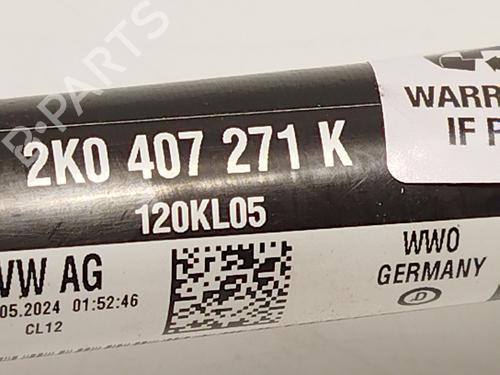 B-PARTS
2K0 407 271 K
120KL05
VW AG
.05.2024 01:52:46
CL12
WWO
GERMANY
D
WARR
IF